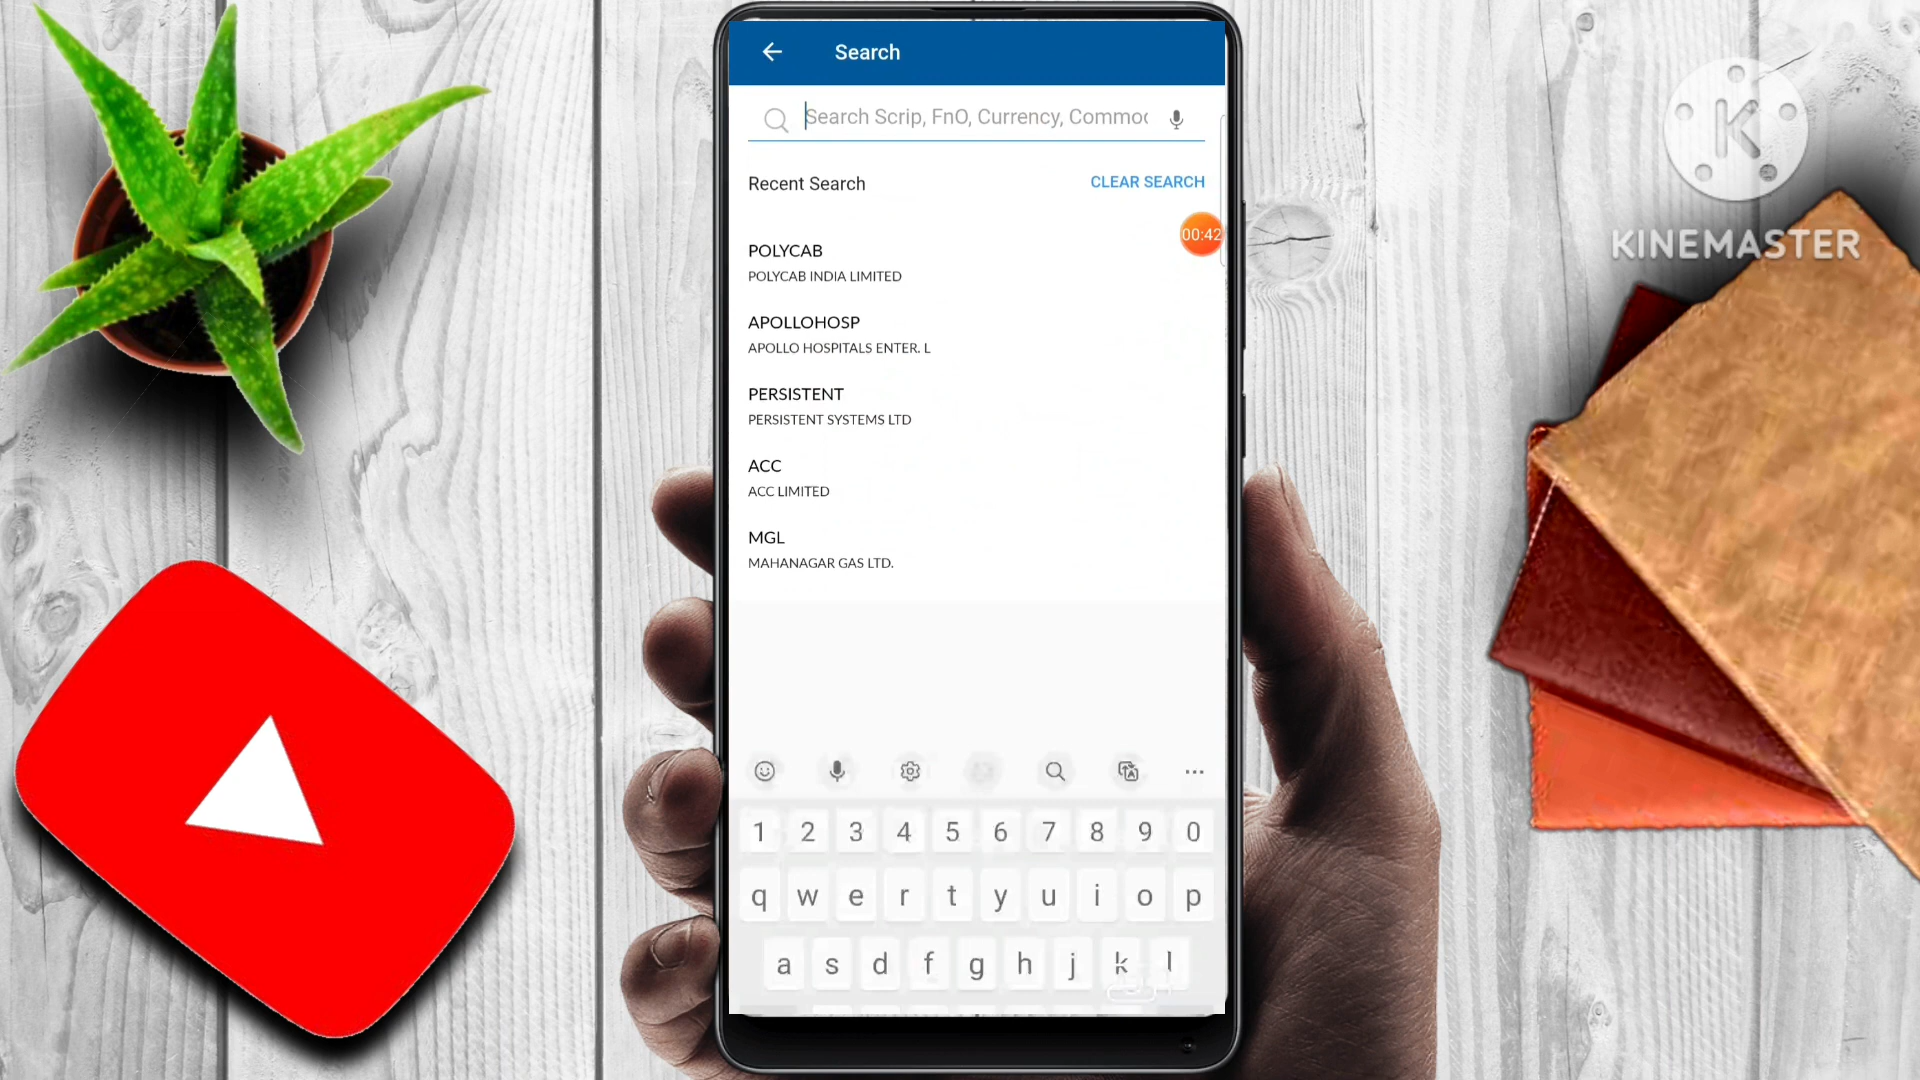 Search
Search Scrip, FnO, Currency, Commod
Recent Search
CLEAR SEARCH
00:42
POLYCAB
POLYCAB INDIA LIMITED
APOLLOHOSP
APOLLO HOSPITALS ENTER. L
PERSISTENT
PERSISTENT SYSTEMS LTD
ACC
ACC LIMITED
MGL
MAHANAGAR GAS LTD.
1 2 3 4 5 6 7 8 9 0
q w e r t y u i o p
a s d f g h j k l
K
KINEMASTER